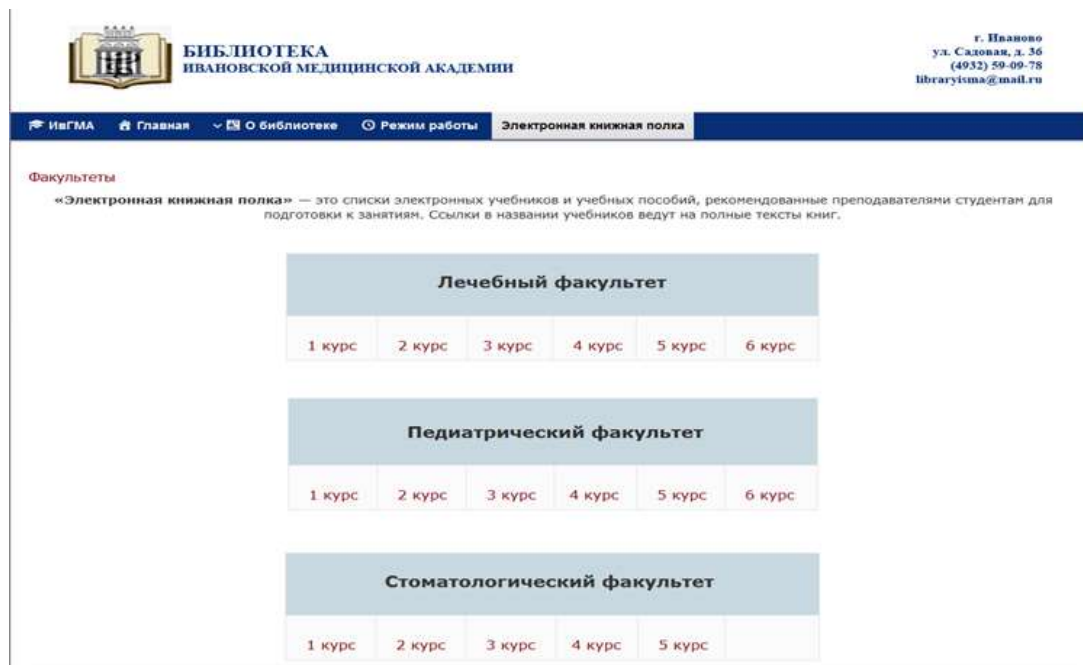 БИБЛИОТЕКА
ИВАНОВСКОЙ МЕДИЦИНСКОЙ АКАДЕМИИ
г. Иваново
ул. Садовая, д. 36
(4932) 59-09-78
libraryisma@mail.ru
ИвГМА Главная О библиотеке Режим работы Электронная книжная полка
Факультеты
«Электронная книжная полка» — это списки электронных учебников и учебных пособий, рекомендованные преподавателями студентам для
подготовки к занятиям. Ссылки в названии учебников ведут на полные тексты книг.
Лечебный факультет
1 курс 2 курс 3 курс 4 курс 5 курс 6 курс
Педиатрический факультет
1 курс 2 курс 3 курс 4 курс 5 курс 6 курс
Стоматологический факультет
1 курс 2 курс 3 курс 4 курс 5 курс